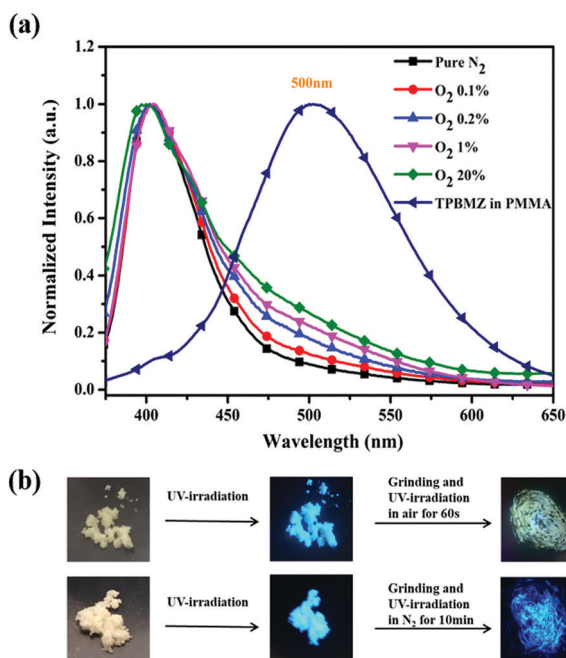 (a)
Normalized Intensity (a.u.)
1.2
1.0
0.8
0.6
0.4
0.2
0.0
500nm
Pure N₂
O₂ 0.1%
O₂ 0.2%
O₂ 1%
O₂ 20%
TPBMZ in PMMA
400
450
500
550
600
650
Wavelength (nm)
(b)
UV-irradiation
Grinding and
UV-irradiation
in air for 60s
UV-irradiation
Grinding and
UV-irradiation
in N₂ for 10min